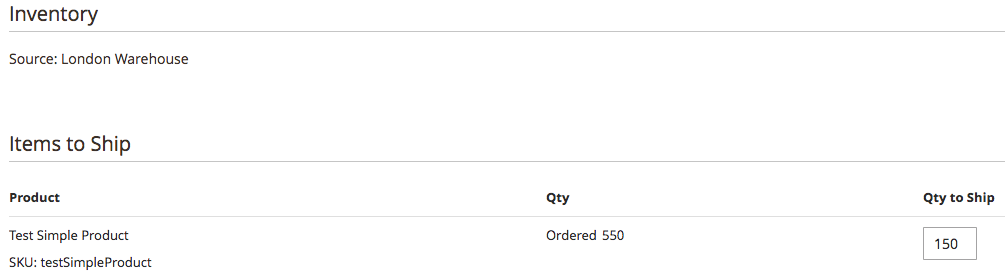 Inventory
Source: London Warehouse
Items to Ship
Product Qty Qty to Ship
Test Simple Product Ordered 550 150
SKU: testSimpleProduct